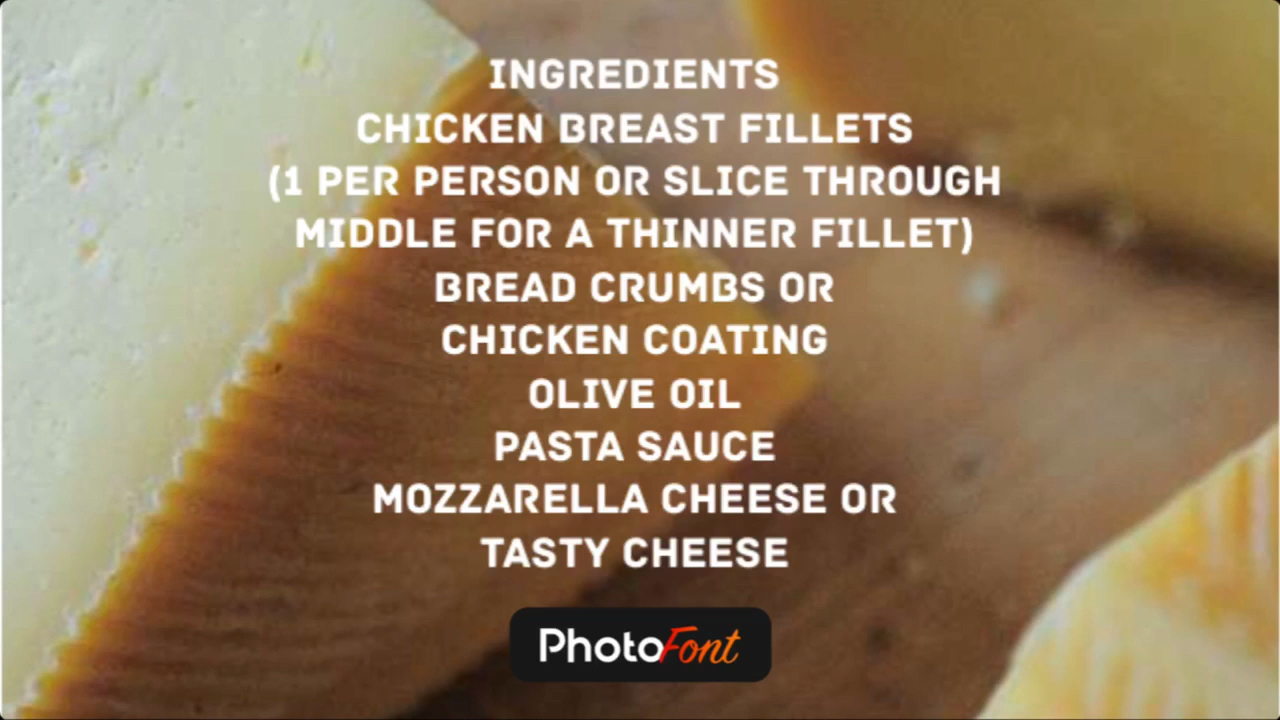 INGREDIENTS
CHICKEN BREAST FILLETS
(1 PER PERSON OR SLICE THROUGH
MIDDLE FOR A THINNER FILLET)
BREAD CRUMBS OR
CHICKEN COATING
OLIVE OIL
PASTA SAUCE
MOZZARELLA CHEESE OR
TASTY CHEESE
PhotoFont